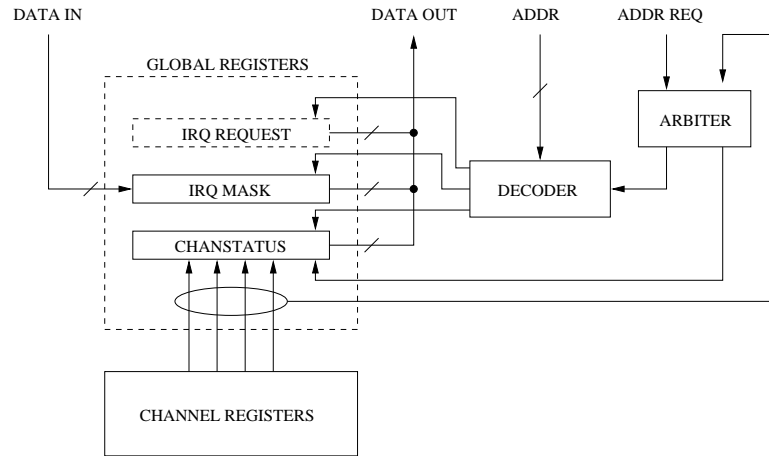 DATA IN
DATA OUT
ADDR
ADDR REQ
GLOBAL REGISTERS
IRQ REQUEST
ARBITER
IRQ MASK
DECODER
CHANSTATUS
CHANNEL REGISTERS